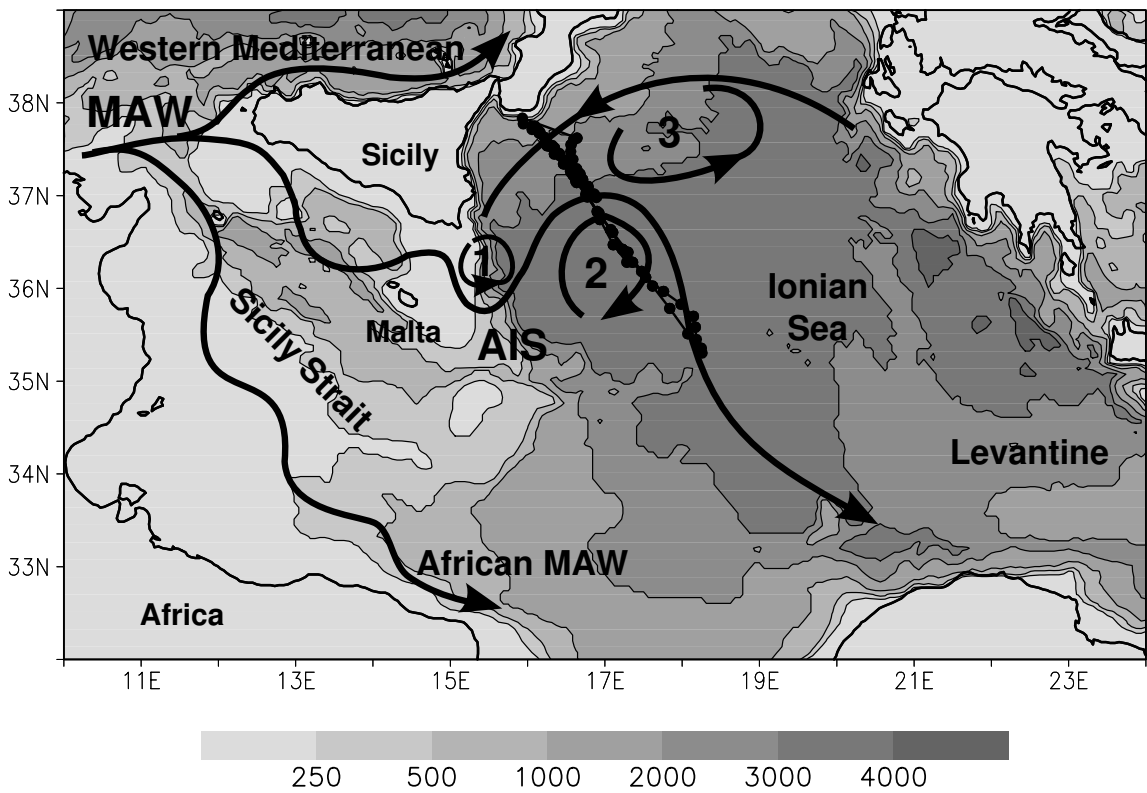 Western Mediterranean
38N
MAW
3
Sicily
37N
1
2
36N
Ionian
Sea
Sicily Strait
Malta
AIS
35N
Levantine
34N
33N
African MAW
Africa
11E 13E 15E 17E 19E 21E 23E
250 500 1000 2000 3000 4000